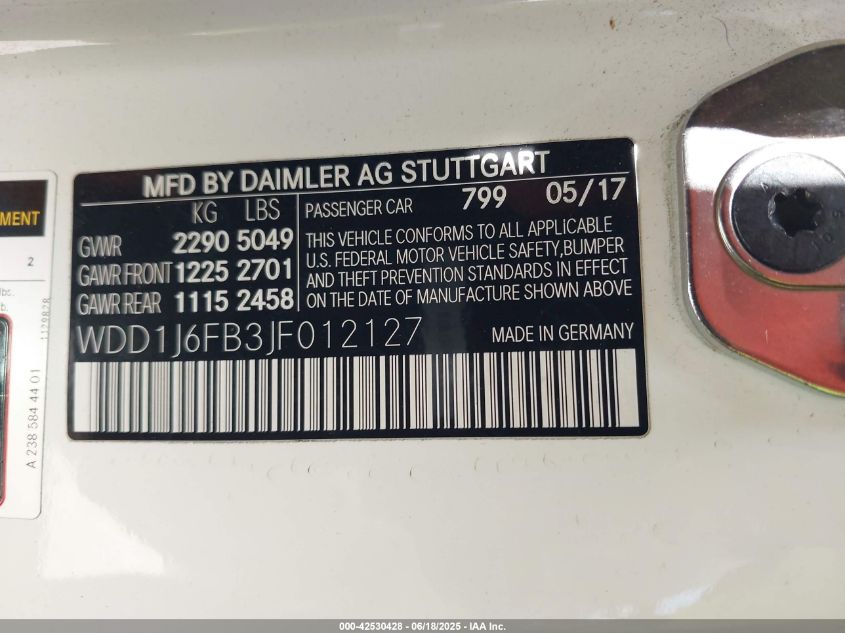 MFD BY DAIMLER AG STUTTGART
KG LBS
GVWR 2290 5049
GAWR FRONT 1225 2701
GAWR REAR 1115 2458
PASSENGER CAR 799 05/17
THIS VEHICLE CONFORMS TO ALL APPLICABLE
U.S. FEDERAL MOTOR VEHICLE SAFETY,BUMPER
AND THEFT PREVENTION STANDARDS IN EFFECT
ON THE DATE OF MANUFACTURE SHOWN ABOVE
WDD1J6FB3JF012127
MADE IN GERMANY
MENT
2
lbs.
1129828
A 238 584 44 01
000-42530428 - 06/18/2025 - IAA Inc.